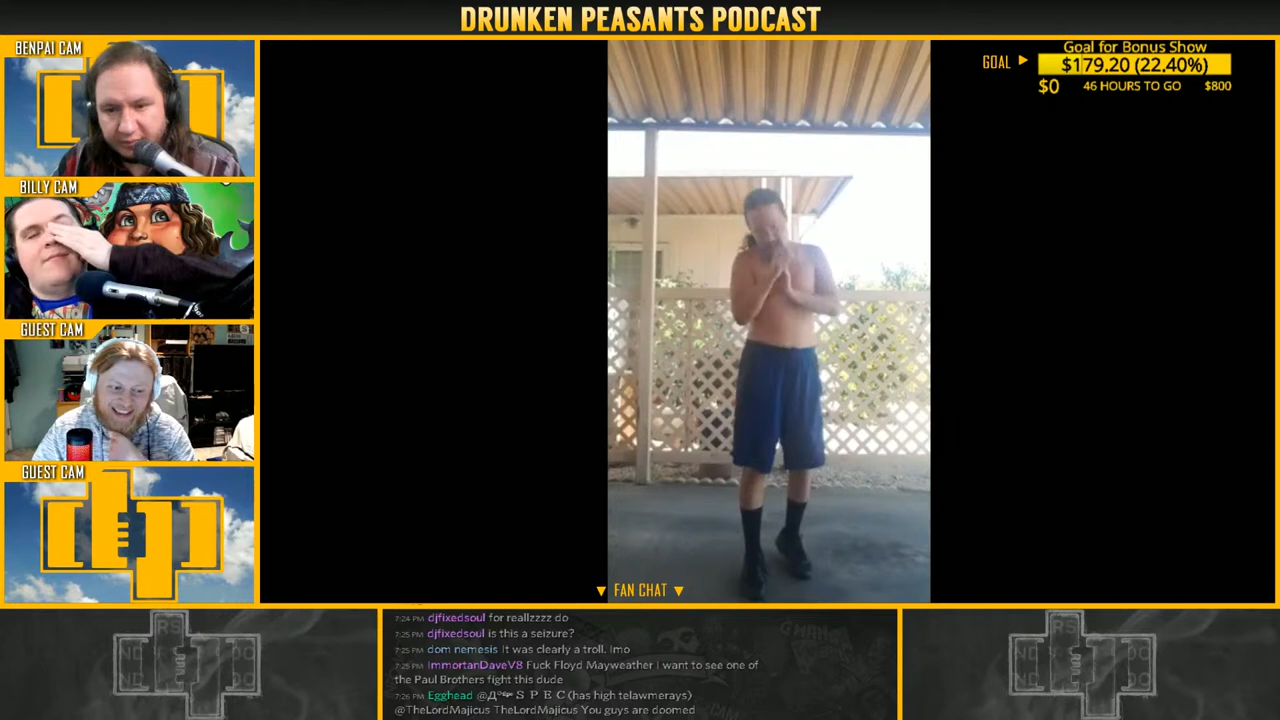 DRUNKEN PEASANTS PODCAST
BENPAI CAM
BILLY CAM
GUEST CAM
GUEST CAM
GOAL
Goal for Bonus Show
$179.20 (22.40%)
$0 46 HOURS TO GO $800
FAN CHAT
7:24 PM djfixedsoul for reallzzzz do
7:25 PM djfixedsoul is this a seizure?
7:25 PM dom nemesis It was clearly a troll. Imo
7:25 PM ImmortanDaveV8 Fuck Floyd Mayweather I want to see one of
the Paul Brothers fight this dude
7:26 PM Egghead S P E C (has high telawmerays)
@TheLordMajicus TheLordMajicus You guys are doomed